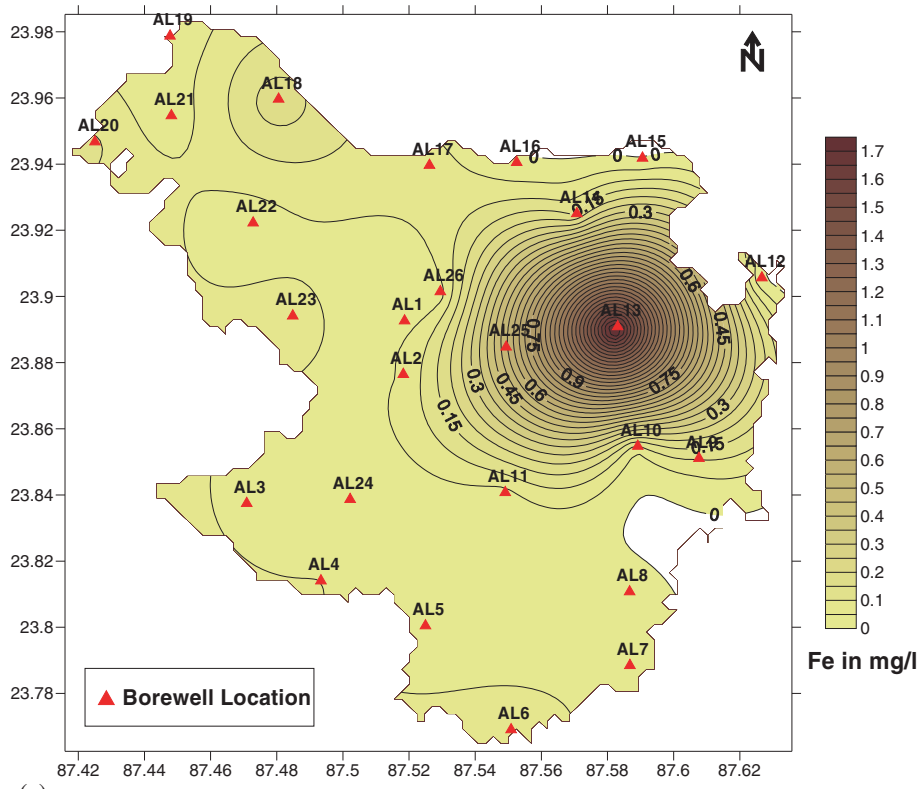 AL19
23.98
N
AL18
23.96
AL21
AL20
AL17
AL16
AL15
0
0
0
23.94
AL14
0.15
0.3
AL22
23.92
AL12
0.6
AL26
23.9
AL23
AL1
AL13
0.45
AL25
0.75
23.88
AL2
0.3
0.45
0.6
0.9
0.75
0.3
0.15
23.86
AL10
AL9
0.15
AL11
23.84
AL3
AL24
0
23.82
AL4
AL8
AL5
23.8
AL7
23.78
AL6
Borewell Location
87.42
87.44
87.46
87.48
87.5
87.52
87.54
87.56
87.58
87.6
87.62
1.7
1.6
1.5
1.4
1.3
1.2
1.1
1
0.9
0.8
0.7
0.6
0.5
0.4
0.3
0.2
0.1
0
Fe in mg/l